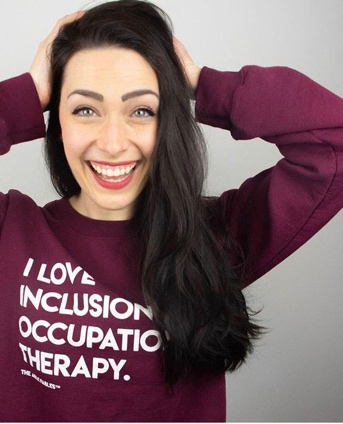 I LOVE
INCLUSION
OCCUPATIO
THERAPY.